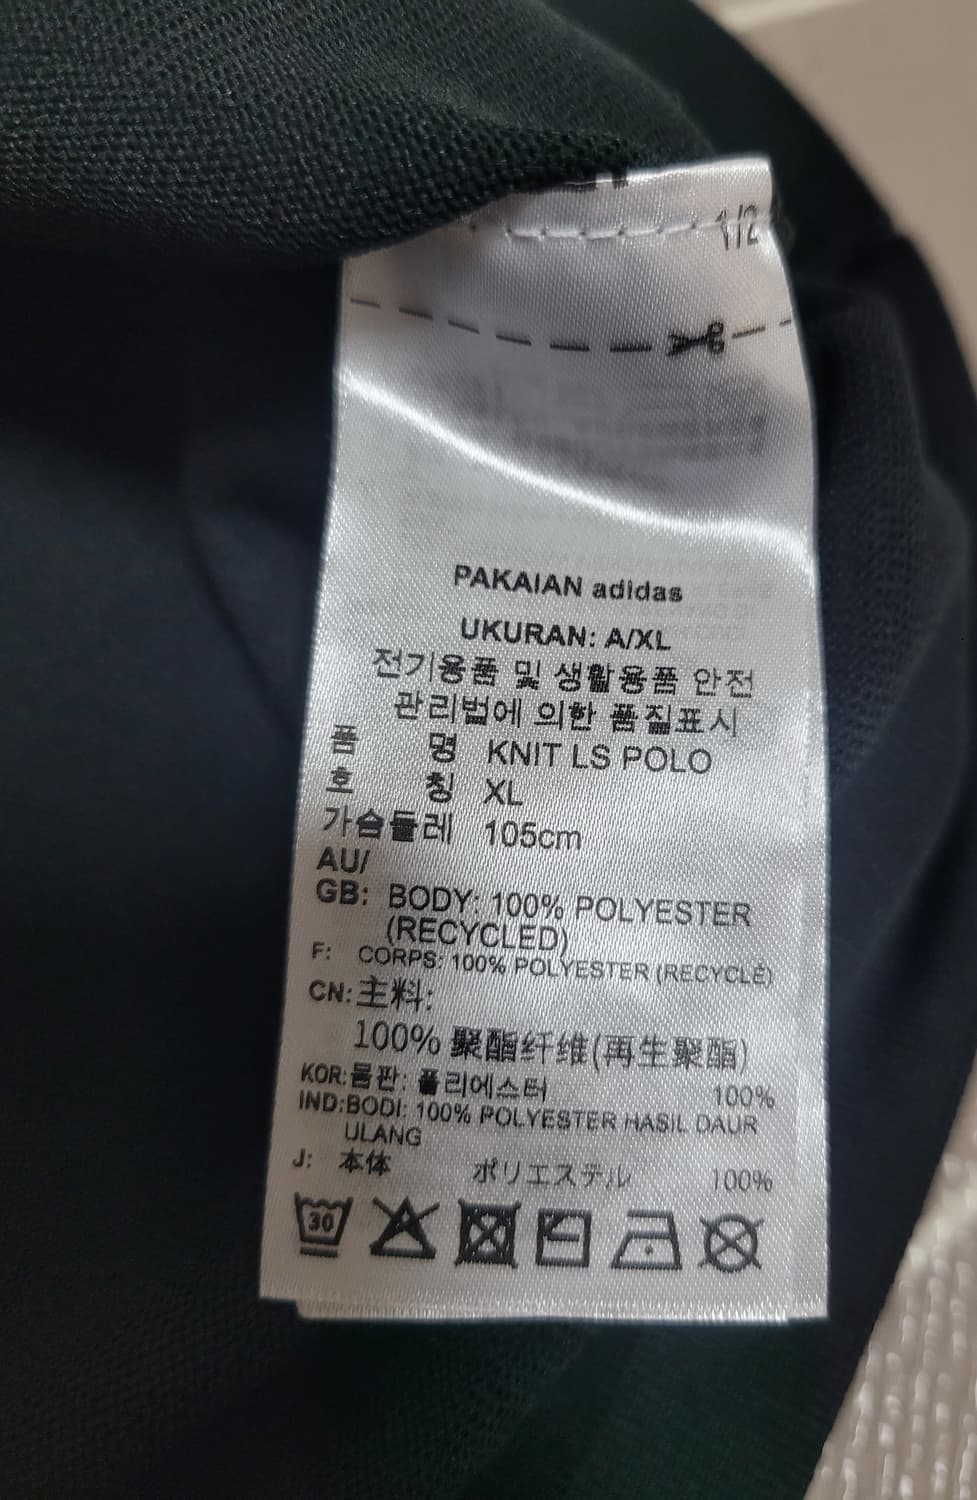 1/2
PAKAIAN adidas
UKURAN: A/XL
전기용품 및 생활용품 안전
관리법에 의한 품질표시
품 명 KNIT LS POLO
호 칭 XL
가슴둘레 105cm
AU/
GB: BODY: 100% POLYESTER
(RECYCLED)
F: CORPS: 100% POLYESTER (RECYCLÉ)
CN: 主料:
100% 聚酯纤维(再生聚酯)
KOR:몸판: 폴리에스터 100%
IND:BODI: 100% POLYESTER HASIL DAUR
ULANG
J: 本体 ポリエステル 100%
30